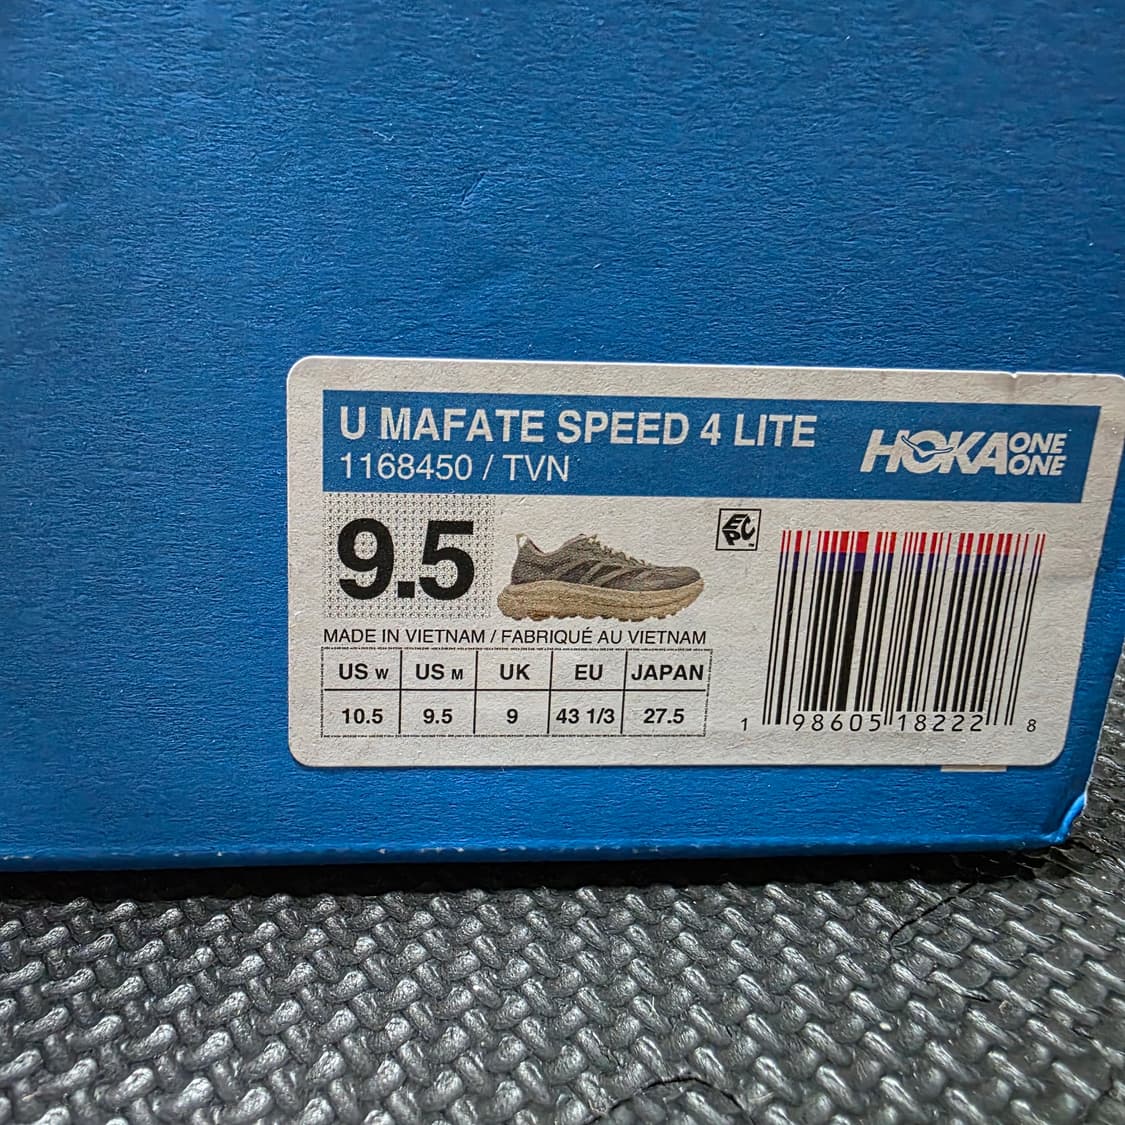 U MAFATE SPEED 4 LITE
1168450 / TVN
HOKA ONE ONE
9.5
EPC
MADE IN VIETNAM / FABRIQUÉ AU VIETNAM
US W US M UK EU JAPAN
10.5 9.5 9 43 1/3 27.5
1 98605 18222 8